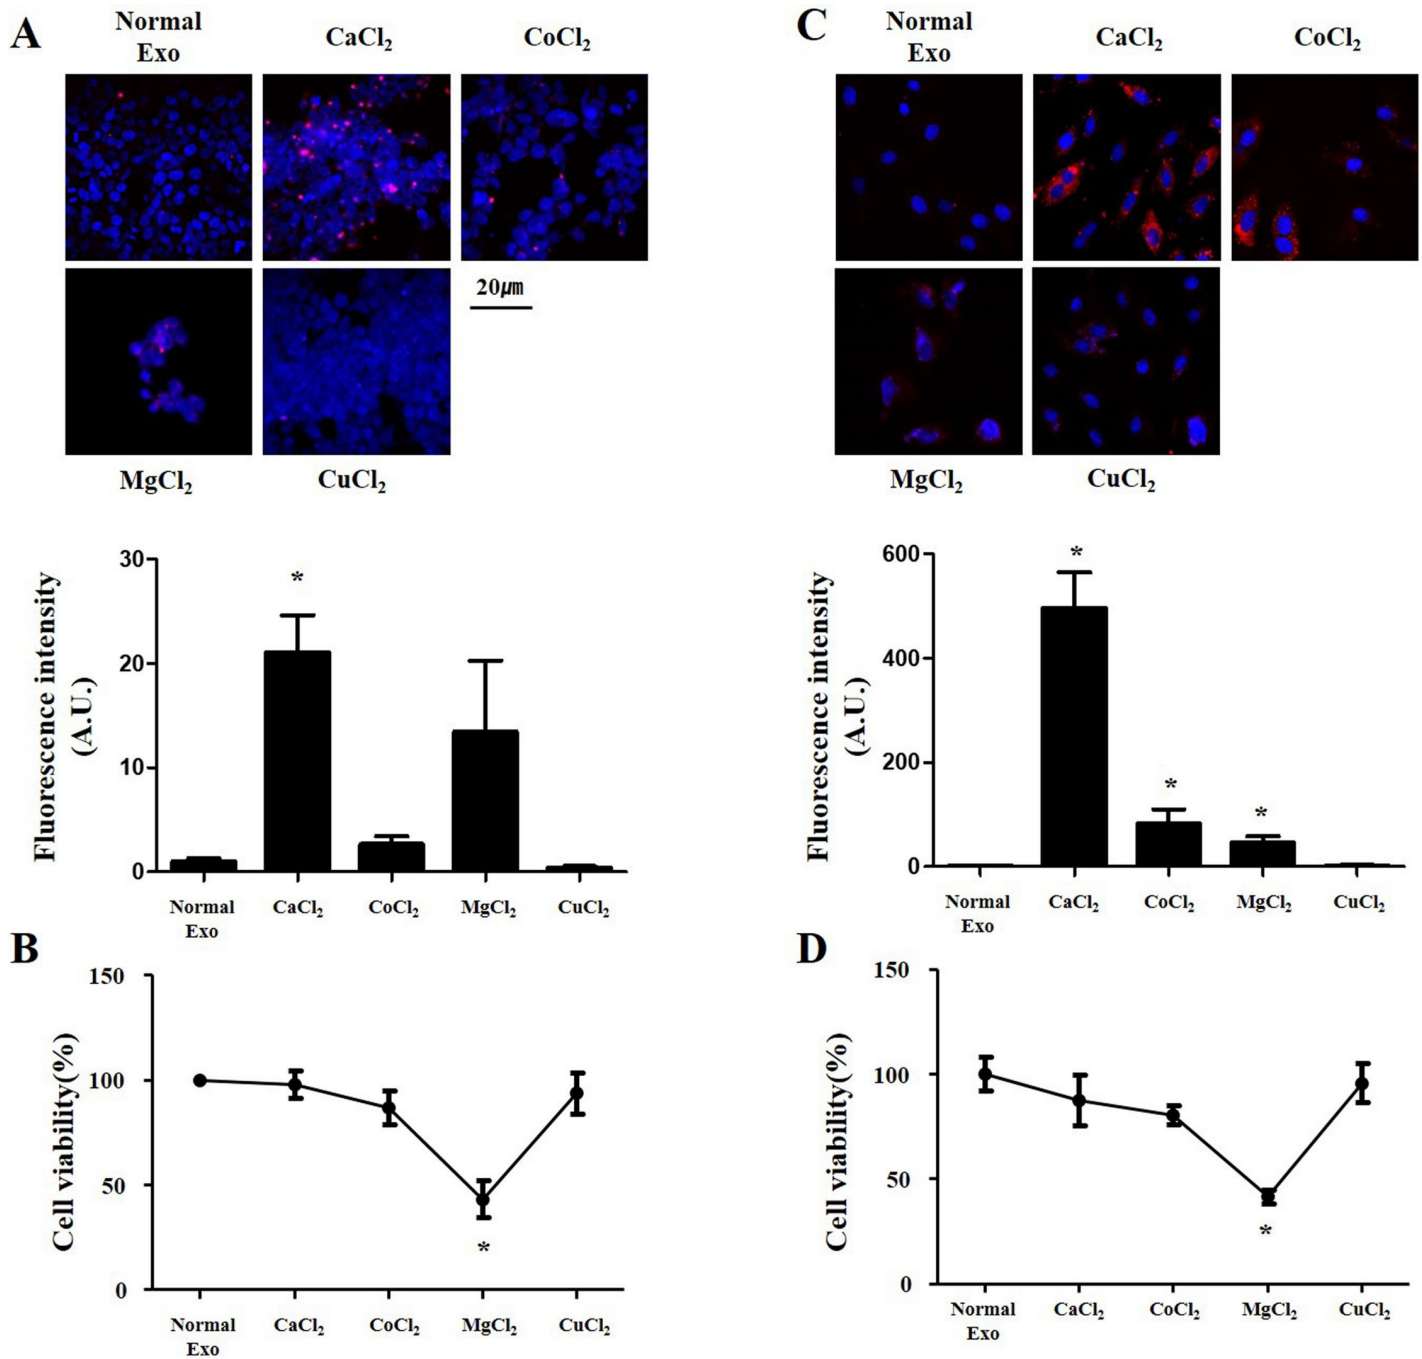 A
Normal
Exo
CaCl2
CoCl2
20㎛
MgCl2
CuCl2
Fluorescence intensity
(A.U.)
30
20
10
0
*
Normal
Exo
CaCl2
CoCl2
MgCl2
CuCl2
B
Cell viability(%)
150
100
50
0
*
Normal
Exo
CaCl2
CoCl2
MgCl2
CuCl2
C
Normal
Exo
CaCl2
CoCl2
MgCl2
CuCl2
Fluorescence intensity
(A.U.)
600
400
200
0
*
*
*
Normal
Exo
CaCl2
CoCl2
MgCl2
CuCl2
D
Cell viability(%)
150
100
50
0
*
Normal
Exo
CaCl2
CoCl2
MgCl2
CuCl2